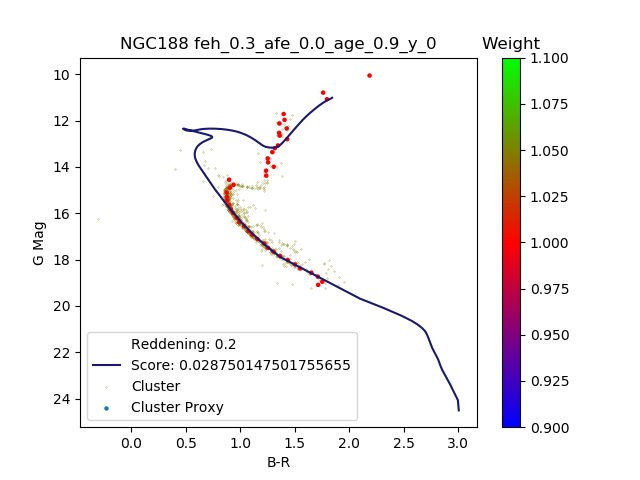 NGC188 feh_0.3_afe_0.0_age_0.9_y_0
Weight
10
12
14
16
18
20
22
24
G Mag
0.0 0.5 1.0 1.5 2.0 2.5 3.0
B-R
Reddening: 0.2
Score: 0.028750147501755655
Cluster
Cluster Proxy
1.100
1.075
1.050
1.025
1.000
0.975
0.950
0.925
0.900